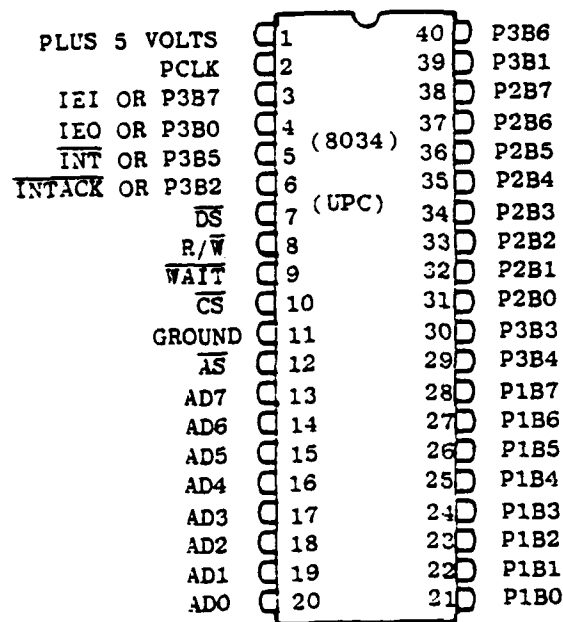 PLUS 5 VOLTS 1 40 P3B6
PCLK 2 39 P3B1
IEI OR P3B7 3 38 P2B7
IEO OR P3B0 4 37 P2B6
(8034)
INT OR P3B5 5 36 P2B5
INTACK OR P3B2 6 35 P2B4
(UPC)
DS 7 34 P2B3
R/W 8 33 P2B2
WAIT 9 32 P2B1
CS 10 31 P2B0
GROUND 11 30 P3B3
AS 12 29 P3B4
AD7 13 28 P1B7
AD6 14 27 P1B6
AD5 15 26 P1B5
AD4 16 25 P1B4
AD3 17 24 P1B3
AD2 18 23 P1B2
AD1 19 22 P1B1
AD0 20 21 P1B0